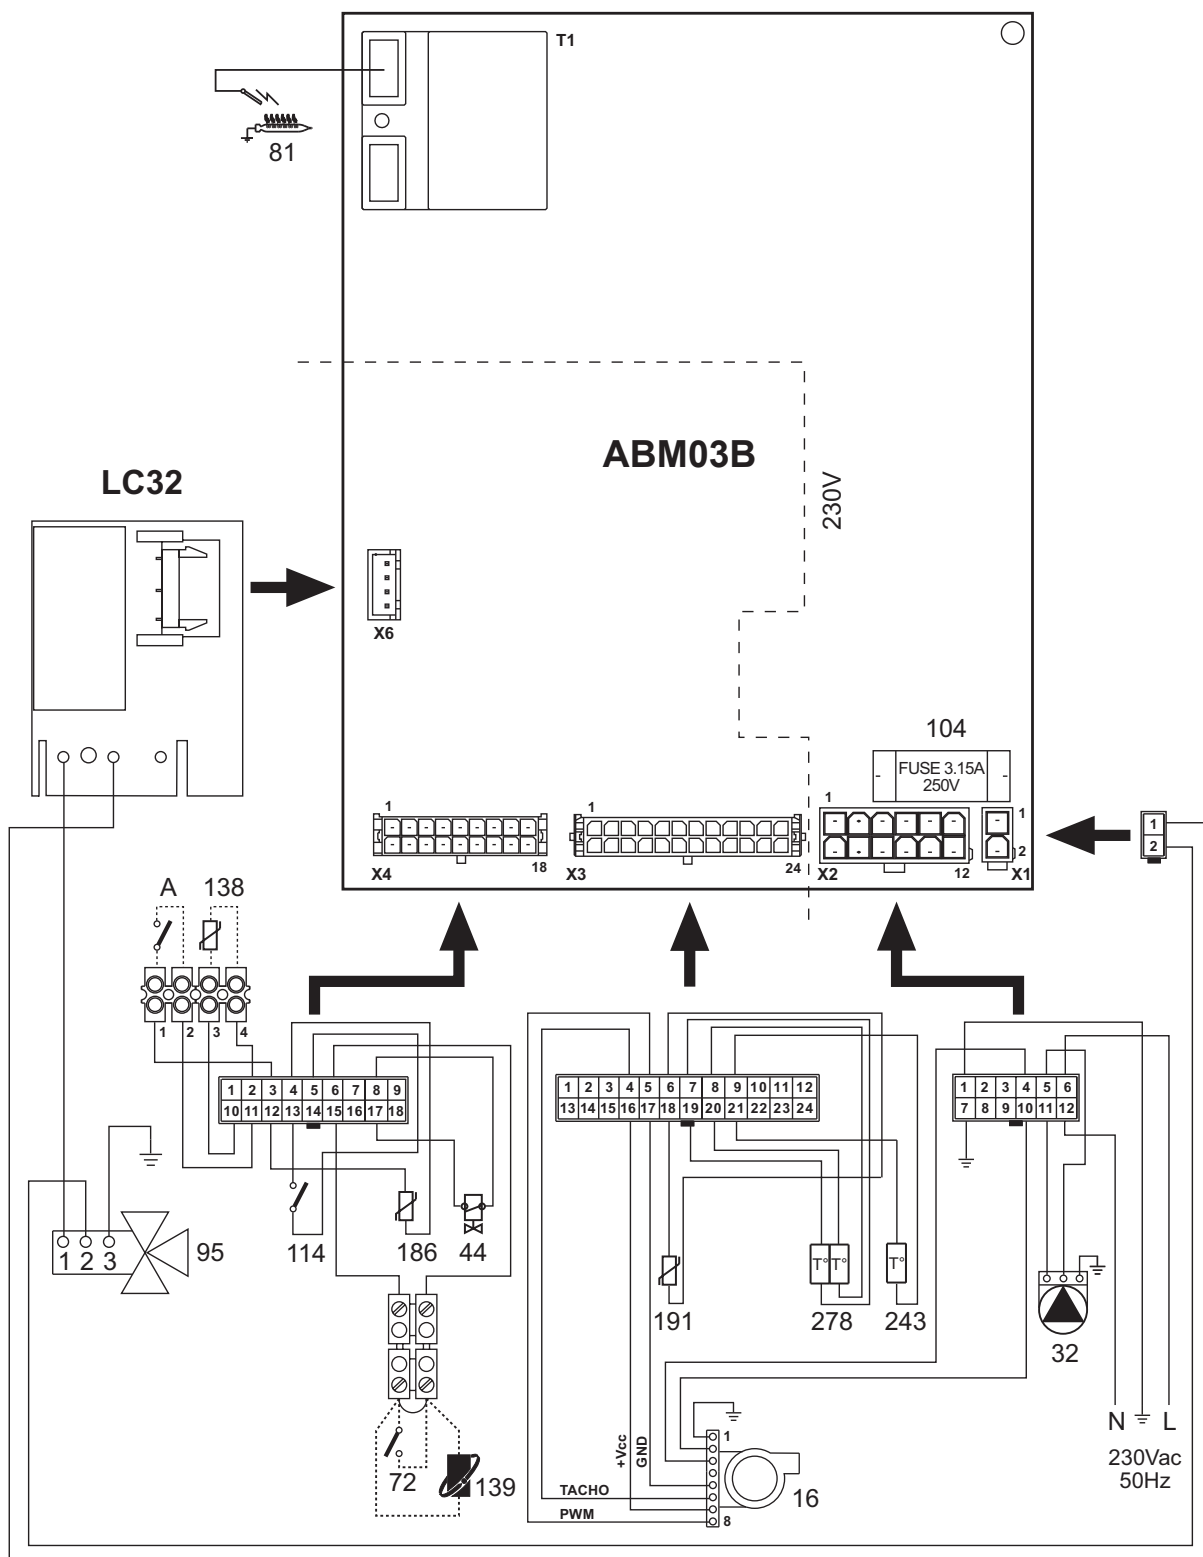 T1
81
ABM03B
230V
LC32
X6
104
FUSE 3.15A
250V
1
18
X4
1
24
X3
1
12
X2
1
2
X1
1
2
A
138
1 2 3 4
1 2 3 4 5 6 7 8 9
10 11 12 13 14 15 16 17 18
1 2 3 4 5 6 7 8 9 10 11 12
13 14 15 16 17 18 19 20 21 22 23 24
1 2 3 4 5 6
7 8 9 10 11 12
1 2 3
95
114
186
44
T° T°
T°
191
278
243
32
N L
230Vac
50Hz
72
139
+Vcc
GND
TACHO
PWM
1
8
16